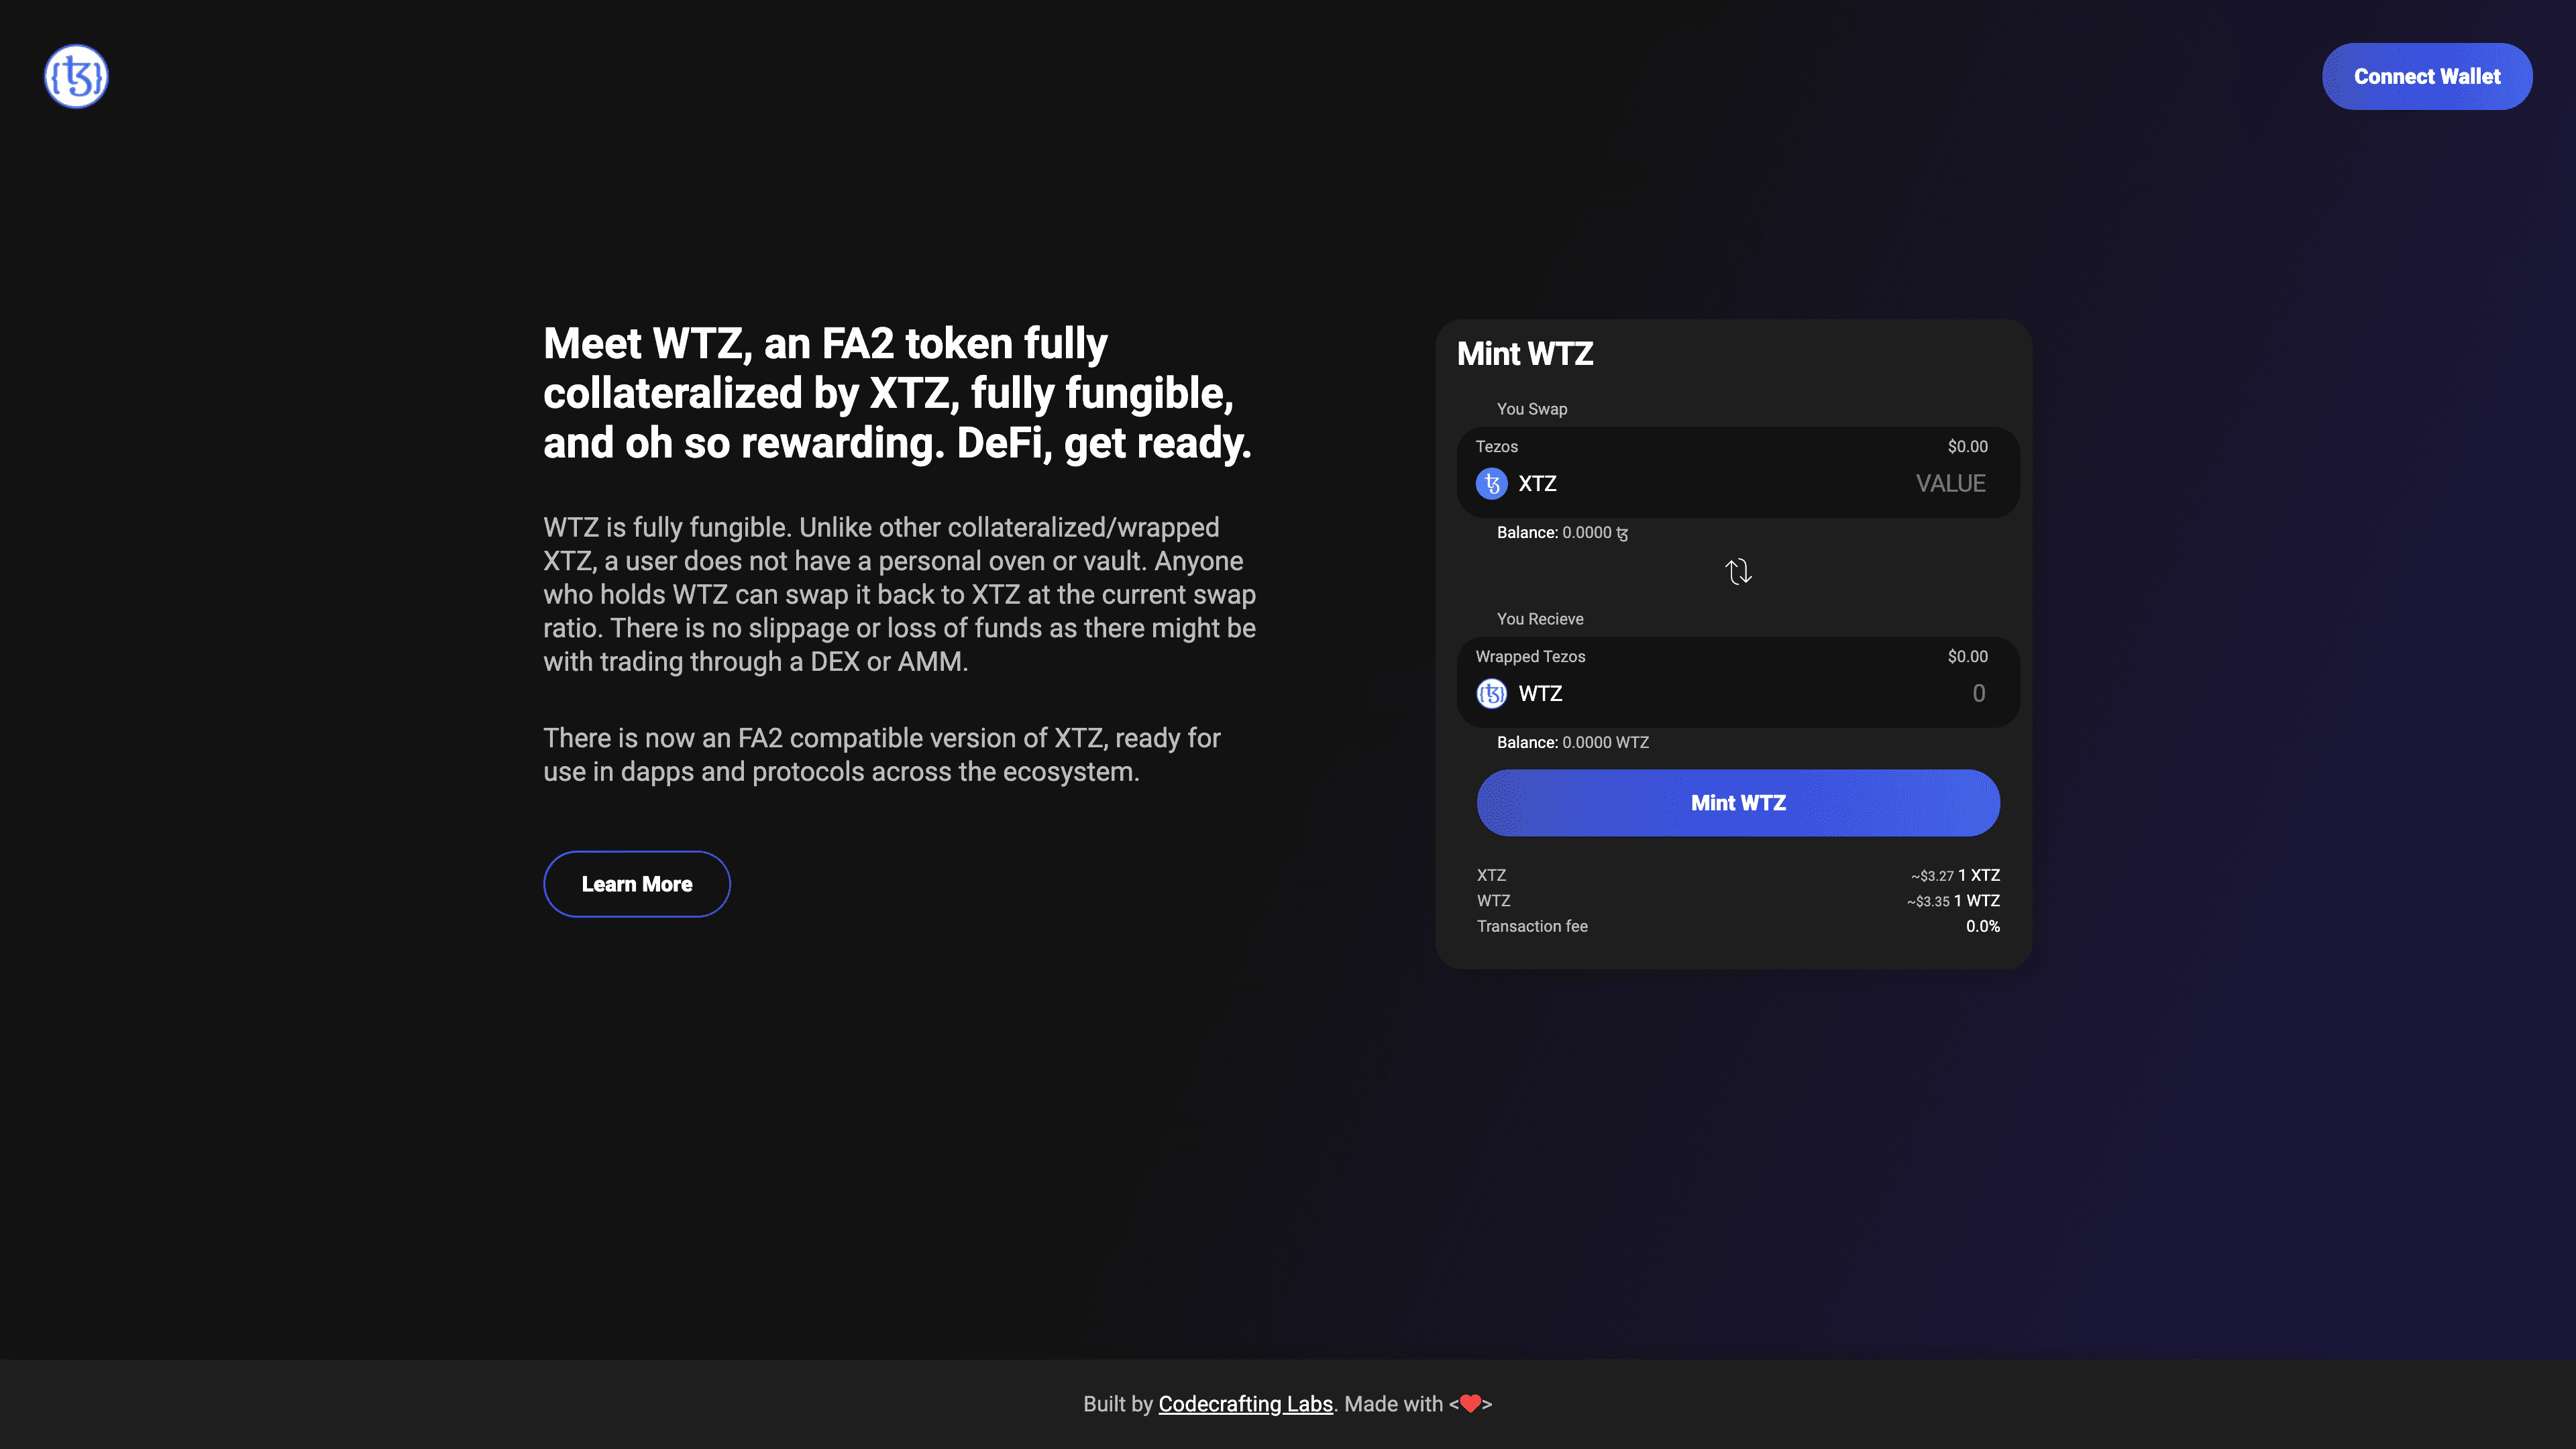 {ꜩ}
Connect Wallet
Meet WTZ, an FA2 token fully
collateralized by XTZ, fully fungible,
and oh so rewarding. DeFi, get ready.
WTZ is fully fungible. Unlike other collateralized/wrapped
XTZ, a user does not have a personal oven or vault. Anyone
who holds WTZ can swap it back to XTZ at the current swap
ratio. There is no slippage or loss of funds as there might be
with trading through a DEX or AMM.
There is now an FA2 compatible version of XTZ, ready for
use in dapps and protocols across the ecosystem.
Learn More
Mint WTZ
You Swap
Tezos $0.00
ꜩ XTZ VALUE
Balance: 0.0000 ꜩ
You Recieve
Wrapped Tezos $0.00
{ꜩ} WTZ 0
Balance: 0.0000 WTZ
Mint WTZ
XTZ ~$3.27 1 XTZ
WTZ ~$3.35 1 WTZ
Transaction fee 0.0%
Built by Codecrafting Labs. Made with <❤️>